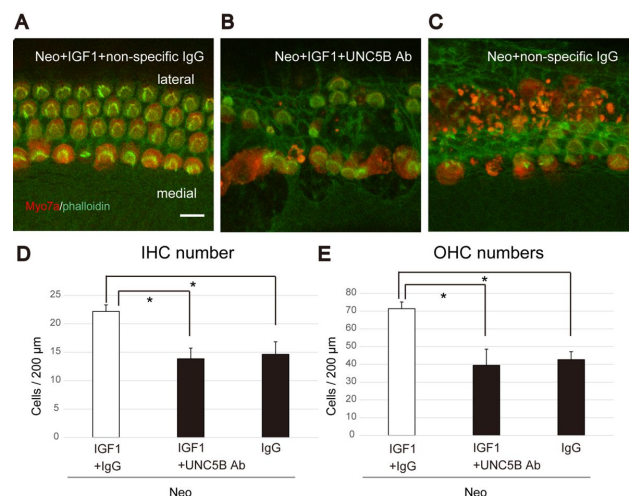 A
B
C
Neo+IGF1+non-specific IgG
Neo+IGF1+UNC5B Ab
Neo+non-specific IgG
lateral
medial
Myo7a/phalloidin
D
IHC number
25
20
15
10
5
0
Cells / 200 μm
*
*
IGF1
+IgG
IGF1
+UNC5B Ab
IgG
Neo
E
OHC numbers
80
70
60
50
40
30
20
10
0
Cells / 200 μm
*
*
IGF1
+IgG
IGF1
+UNC5B Ab
IgG
Neo